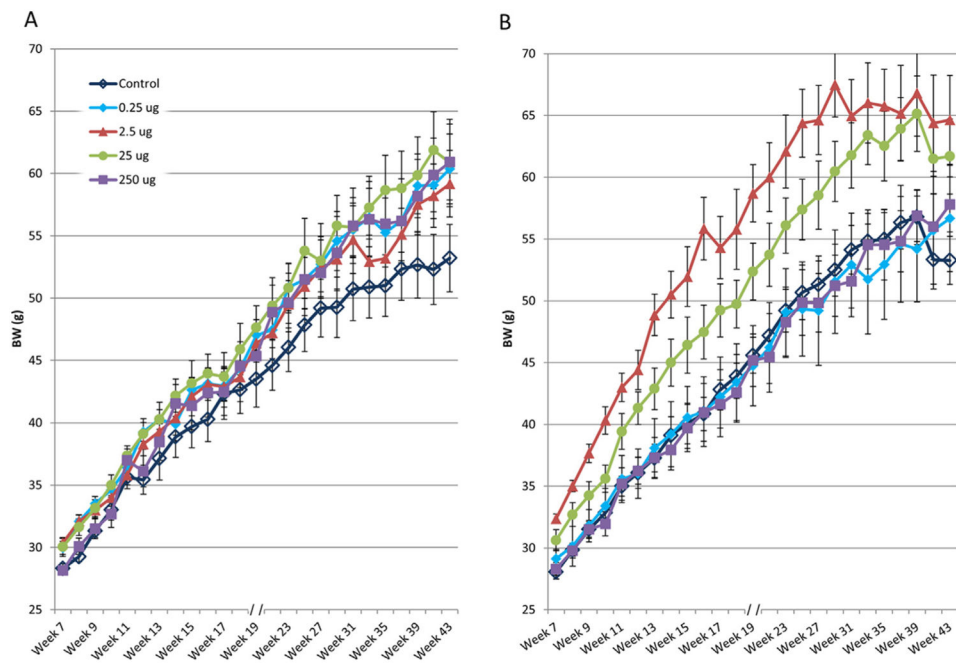 A
70
65
60
55
50
45
40
35
30
25
BW (g)
Control
0.25 ug
2.5 ug
25 ug
250 ug
Week 7
Week 9
Week 11
Week 13
Week 15
Week 17
Week 19
//
Week 23
Week 27
Week 31
Week 35
Week 39
Week 43
B
70
65
60
55
50
45
40
35
30
25
BW (g)
Week 7
Week 9
Week 11
Week 13
Week 15
Week 17
Week 19
//
Week 23
Week 27
Week 31
Week 35
Week 39
Week 43